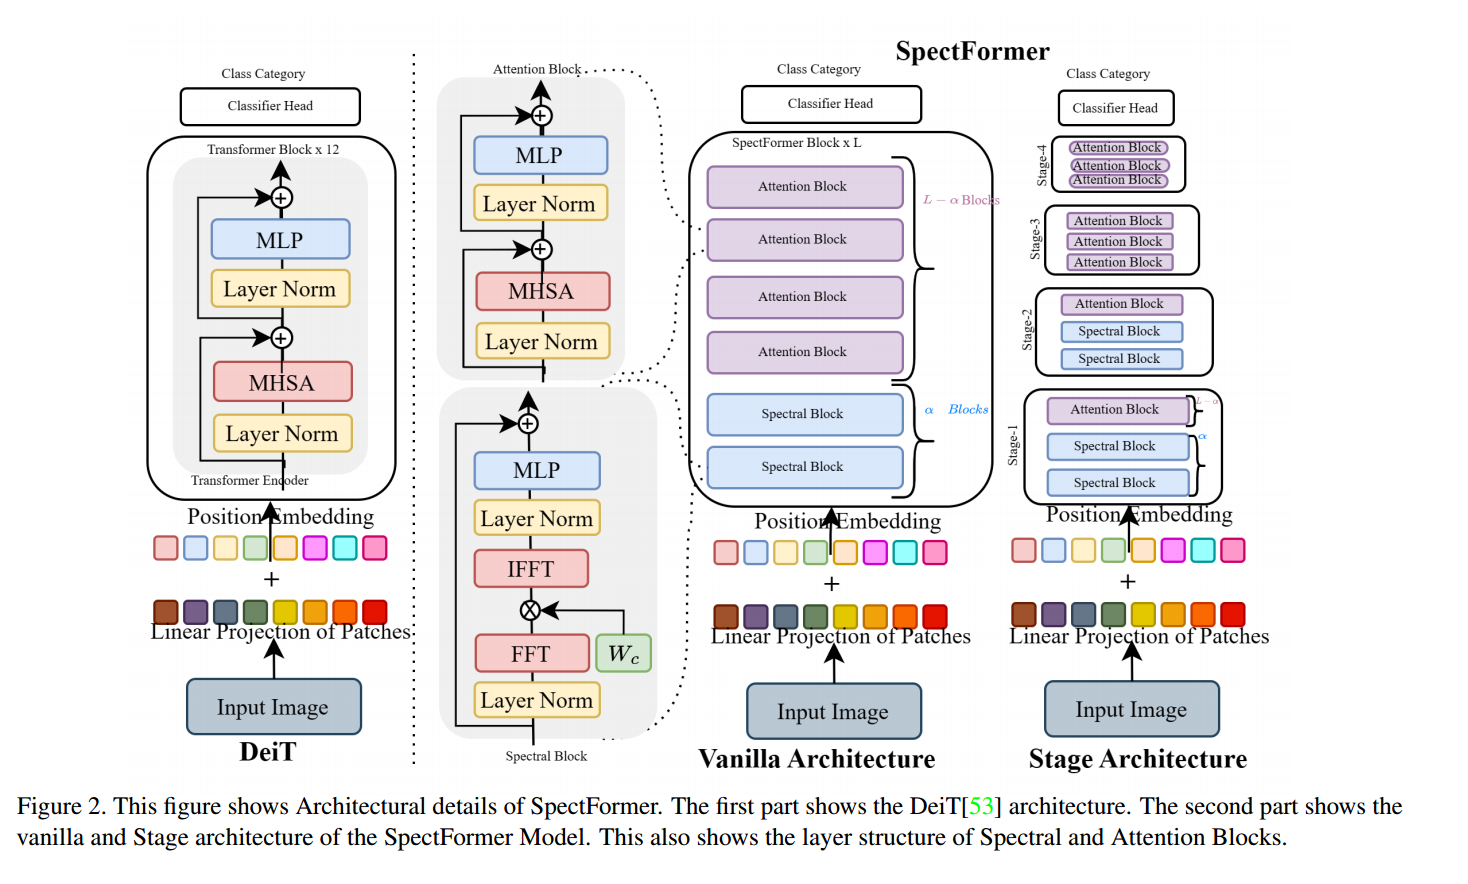 SpectFormer
Class Category
Classifier Head
Transformer Block x 12
MLP
Layer Norm
MHSA
Layer Norm
Transformer Encoder
Position Embedding
+
Linear Projection of Patches
Input Image
DeiT
Attention Block
MLP
Layer Norm
MHSA
Layer Norm
MLP
Layer Norm
IFFT
FFT
Wc
Layer Norm
Spectral Block
Class Category
Classifier Head
SpectFormer Block x L
Attention Block
Attention Block
Attention Block
Attention Block
L − α Blocks
Spectral Block
Spectral Block
α Blocks
Position Embedding
+
Linear Projection of Patches
Input Image
Vanilla Architecture
Class Category
Classifier Head
Stage-4
Attention Block
Attention Block
Attention Block
Stage-3
Attention Block
Attention Block
Attention Block
Stage-2
Attention Block
Spectral Block
Spectral Block
Stage-1
Attention Block
L − α
Spectral Block
α
Spectral Block
Position Embedding
+
Linear Projection of Patches
Input Image
Stage Architecture
Figure 2. This figure shows Architectural details of SpectFormer. The first part shows the DeiT[53] architecture. The second part shows the
vanilla and Stage architecture of the SpectFormer Model. This also shows the layer structure of Spectral and Attention Blocks.